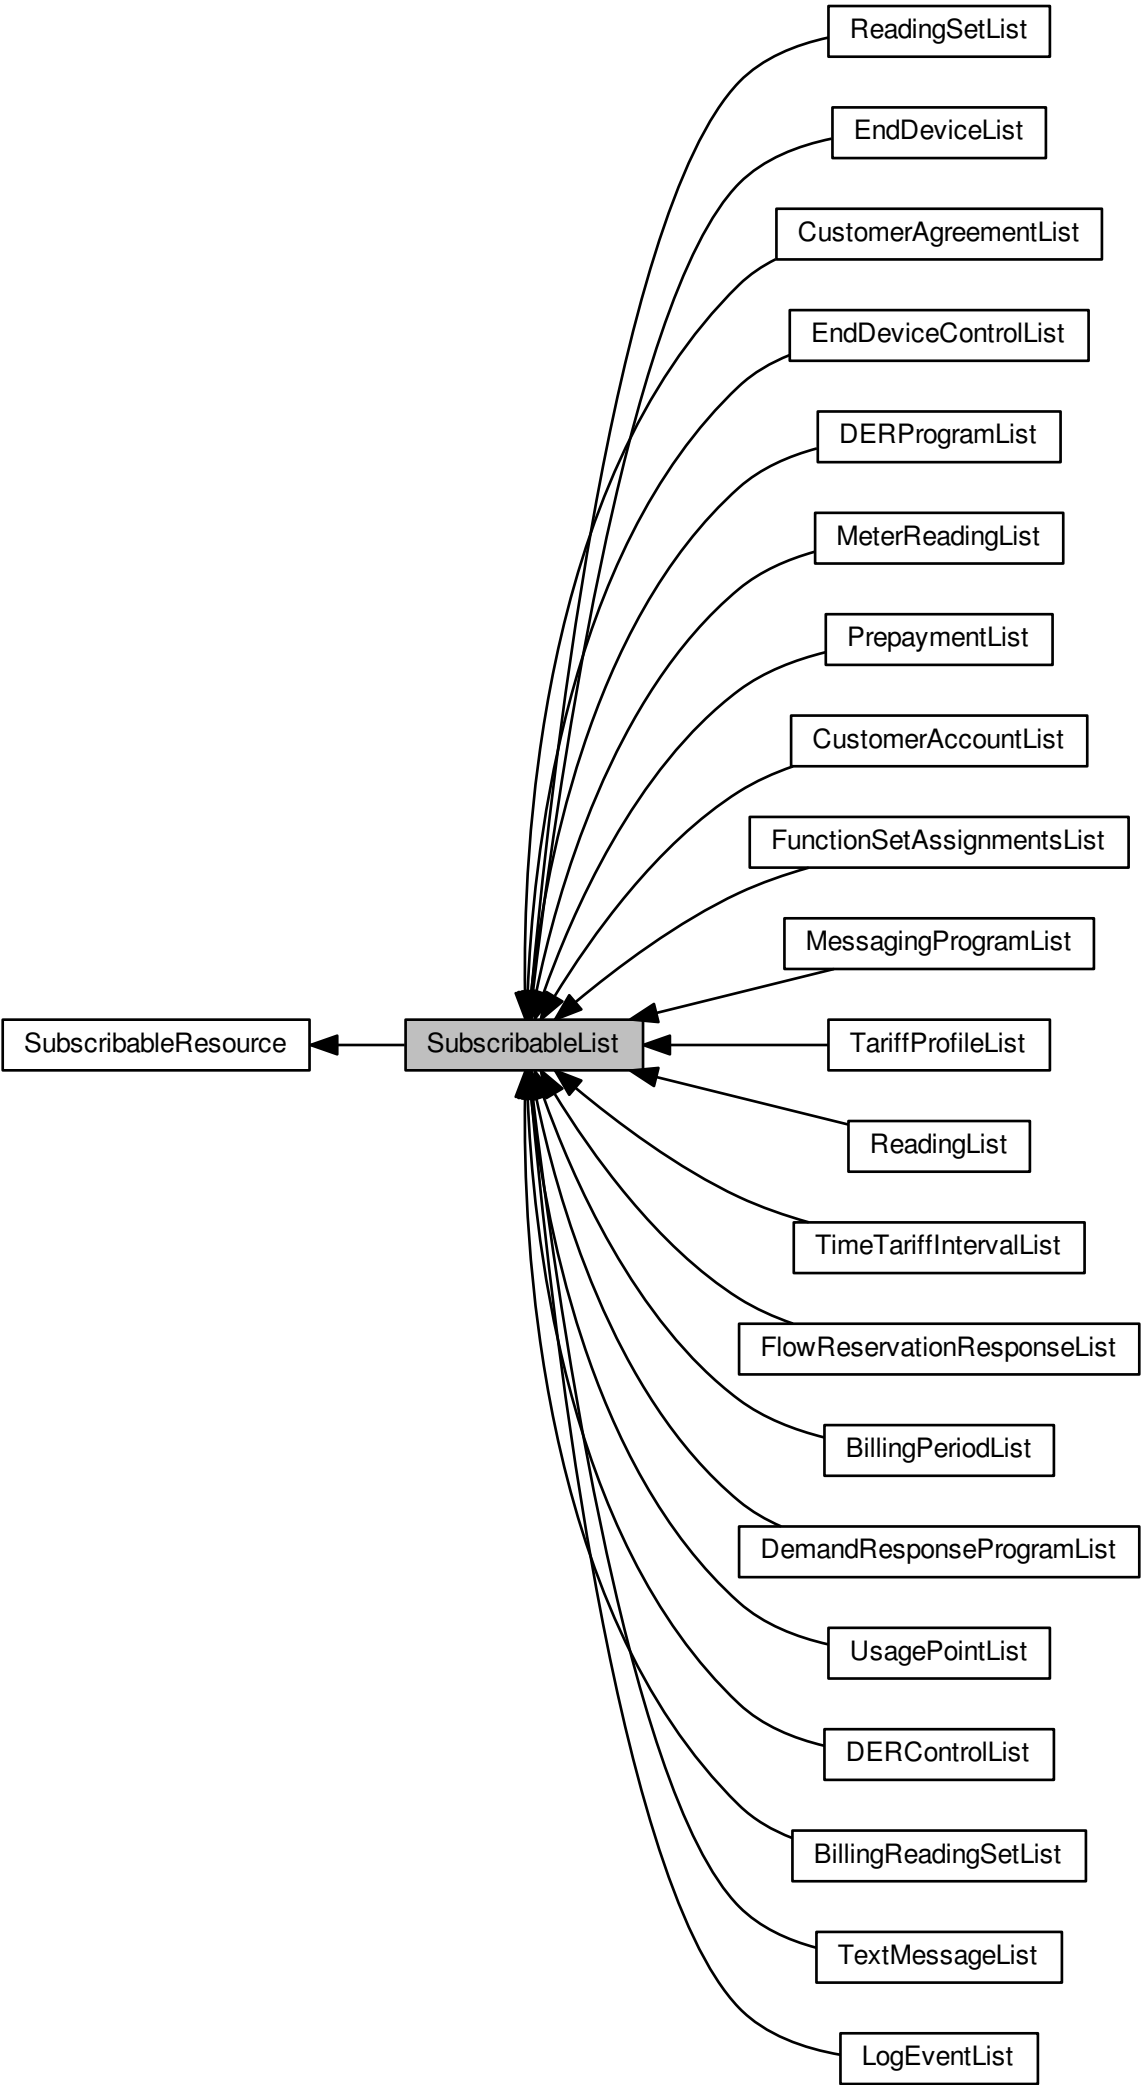 ReadingSetList
EndDeviceList
CustomerAgreementList
EndDeviceControlList
DERProgramList
MeterReadingList
PrepaymentList
CustomerAccountList
FunctionSetAssignmentsList
MessagingProgramList
SubscribableResource
SubscribableList
TariffProfileList
ReadingList
TimeTariffIntervalList
FlowReservationResponseList
BillingPeriodList
DemandResponseProgramList
UsagePointList
DERControlList
BillingReadingSetList
TextMessageList
LogEventList